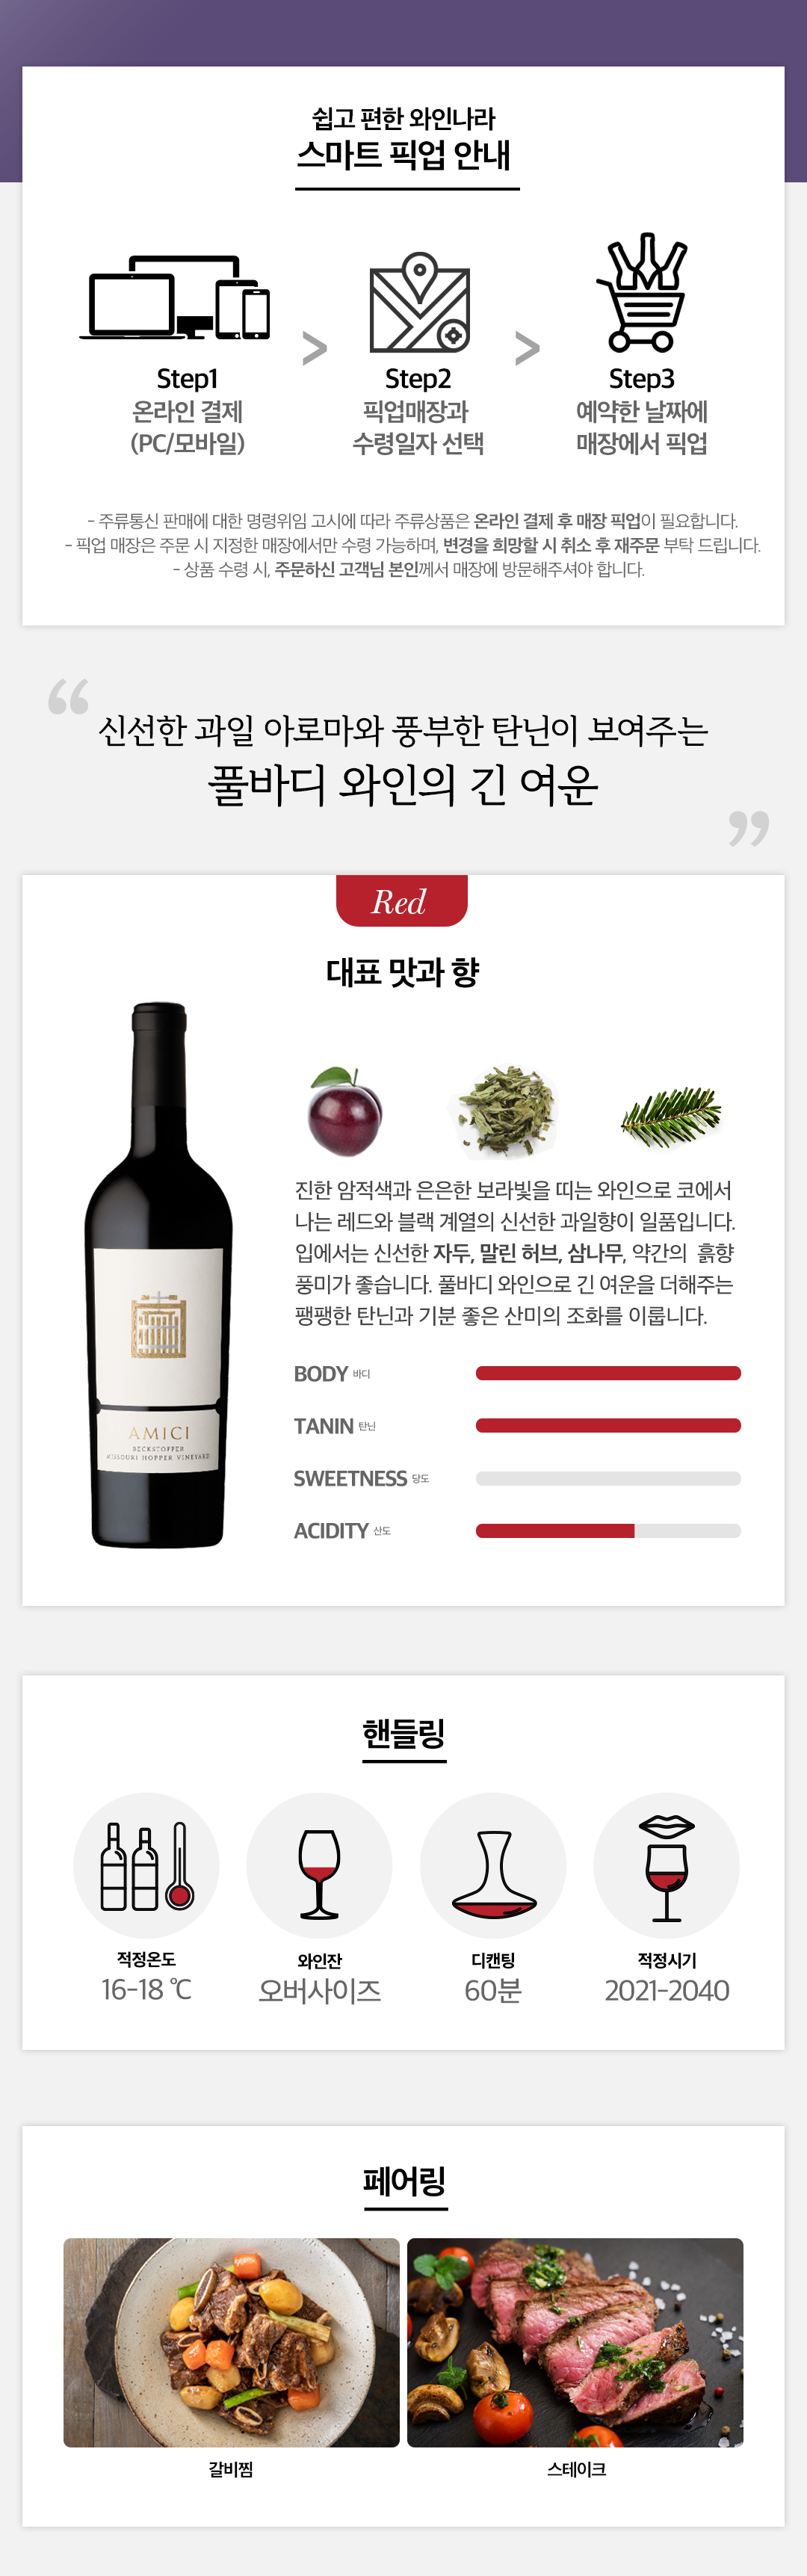 쉽고 편한 와인나라
스마트 픽업 안내
Step1
온라인 결제
(PC/모바일)
>
Step2
픽업매장과
수령일자 선택
>
Step3
예약한 날짜에
매장에서 픽업
- 주류통신 판매에 대한 명령위임 고시에 따라 주류상품은 온라인 결제 후 매장 픽업이 필요합니다.
- 픽업 매장은 주문 시 지정한 매장에서만 수령 가능하며, 변경을 희망할 시 취소 후 재주문 부탁 드립니다.
- 상품 수령 시, 주문하신 고객님 본인께서 매장에 방문해주셔야 합니다.
“ 신선한 과일 아로마와 풍부한 탄닌이 보여주는
풀바디 와인의 긴 여운 ”
Red
대표 맛과 향
진한 암적색과 은은한 보라빛을 띠는 와인으로 코에서
나는 레드와 블랙 계열의 신선한 과일향이 일품입니다.
입에서는 신선한 자두, 말린 허브, 삼나무, 약간의 흙향
풍미가 좋습니다. 풀바디 와인으로 긴 여운을 더해주는
팽팽한 탄닌과 기분 좋은 산미의 조화를 이룹니다.
AMICI
BECKSTOFFER
MISSOURI HOPPER VINEYARD
BODY 바디
TANIN 탄닌
SWEETNESS 당도
ACIDITY 산도
핸들링
적정온도
16-18 ℃
와인잔
오버사이즈
디캔팅
60분
적정시기
2021-2040
페어링
갈비찜
스테이크